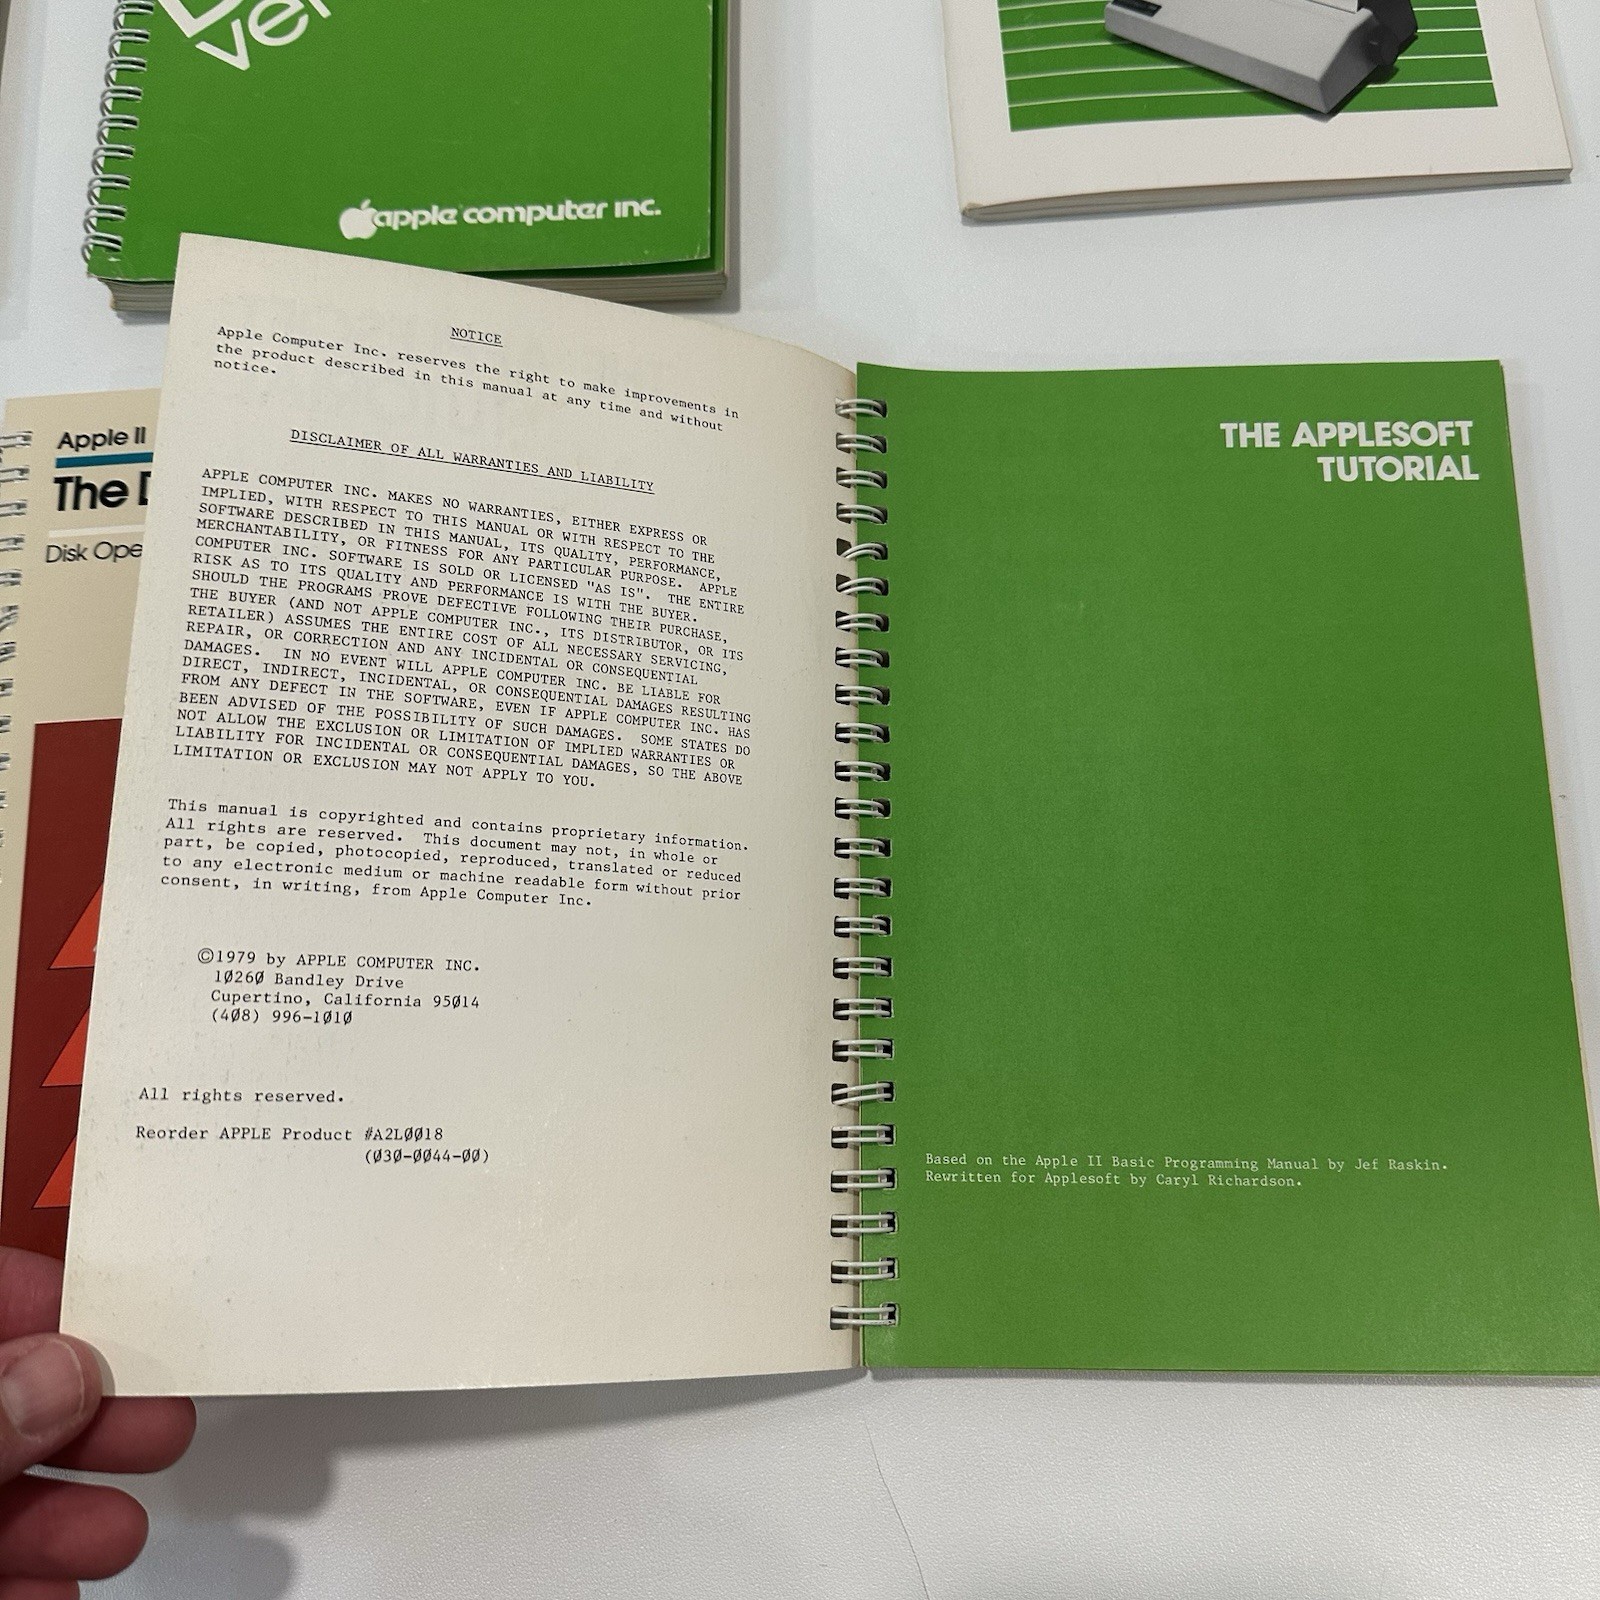 ver
apple computer inc.
Apple II
The
Disk
NOTICE
Apple Computer Inc. reserves the right to make improvements in
the product described in this manual at any time and without
notice.
DISCLAIMER OF ALL WARRANTIES AND LIABILITY
APPLE COMPUTER INC. MAKES NO WARRANTIES, EITHER EXPRESS OR
IMPLIED, WITH RESPECT TO THIS MANUAL OR WITH RESPECT TO THE
SOFTWARE DESCRIBED IN THIS MANUAL, ITS QUALITY, PERFORMANCE,
MERCHANTABILITY, OR FITNESS FOR ANY PARTICULAR PURPOSE. APPLE
COMPUTER INC. SOFTWARE IS SOLD OR LICENSED "AS IS". THE ENTIRE
RISK AS TO ITS QUALITY AND PERFORMANCE IS WITH THE BUYER.
SHOULD THE PROGRAMS PROVE DEFECTIVE FOLLOWING THEIR PURCHASE,
THE BUYER (AND NOT APPLE COMPUTER INC., ITS DISTRIBUTOR, OR ITS
RETAILER) ASSUMES THE ENTIRE COST OF ALL NECESSARY SERVICING,
REPAIR, OR CORRECTION AND ANY INCIDENTAL OR CONSEQUENTIAL
DAMAGES. IN NO EVENT WILL APPLE COMPUTER INC. BE LIABLE FOR
DIRECT, INDIRECT, INCIDENTAL, OR CONSEQUENTIAL DAMAGES RESULTING
FROM ANY DEFECT IN THE SOFTWARE, EVEN IF APPLE COMPUTER INC. HAS
BEEN ADVISED OF THE POSSIBILITY OF SUCH DAMAGES. SOME STATES DO
NOT ALLOW THE EXCLUSION OR LIMITATION OF IMPLIED WARRANTIES OR
LIABILITY FOR INCIDENTAL OR CONSEQUENTIAL DAMAGES, SO THE ABOVE
LIMITATION OR EXCLUSION MAY NOT APPLY TO YOU.
This manual is copyrighted and contains proprietary information.
All rights are reserved. This document may not, in whole or
part, be copied, photocopied, reproduced, translated or reduced
to any electronic medium or machine readable form without prior
consent, in writing, from Apple Computer Inc.
©1979 by APPLE COMPUTER INC.
10260 Bandley Drive
Cupertino, California 95014
(408) 996-1010
All rights reserved.
Reorder APPLE Product #A2L0018
(030-0044-00)
THE APPLESOFT
TUTORIAL
Based on the Apple II Basic Programming Manual by Jef Raskin.
Rewritten for Applesoft by Caryl Richardson.